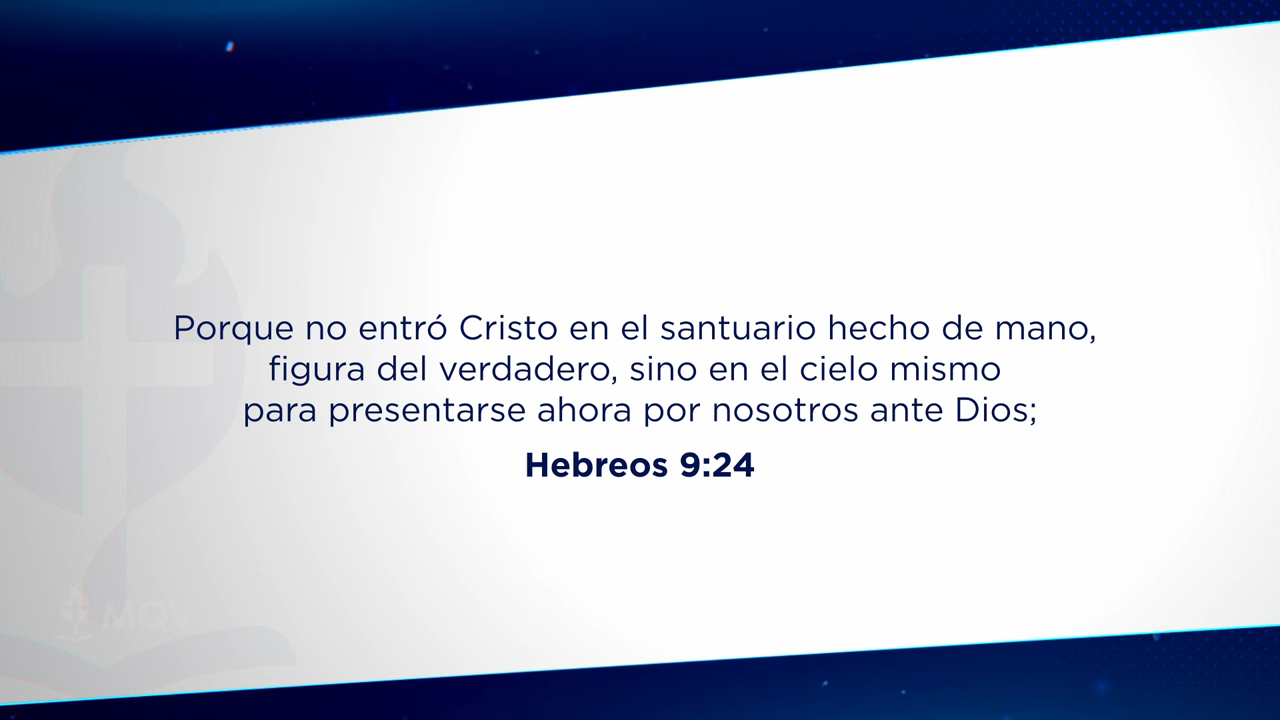 Porque no entró Cristo en el santuario hecho de mano,
figura del verdadero, sino en el cielo mismo
para presentarse ahora por nosotros ante Dios;
Hebreos 9:24
MQV